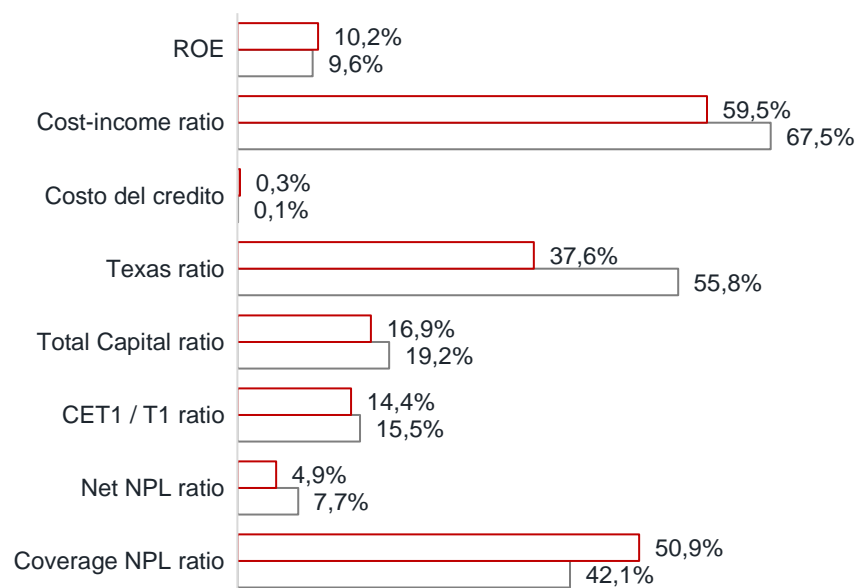 ROE
10,2%
9,6%
Cost-income ratio
59,5%
67,5%
Costo del credito
0,3%
0,1%
Texas ratio
37,6%
55,8%
Total Capital ratio
16,9%
19,2%
CET1 / T1 ratio
14,4%
15,5%
Net NPL ratio
4,9%
7,7%
Coverage NPL ratio
50,9%
42,1%